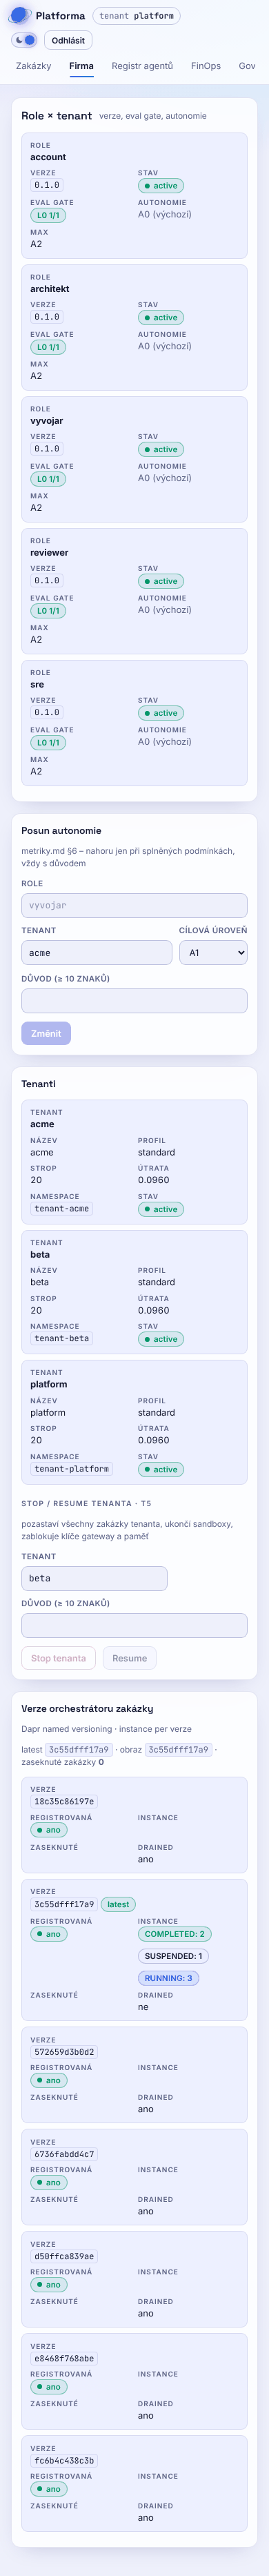 Platforma tenant platform
Odhlásit
Zakázky Firma Registr agentů FinOps Gov
Role × tenant verze, eval gate, autonomie
ROLE
account
VERZE STAV
0.1.0 active
EVAL GATE AUTONOMIE
L0 1/1 A0 (výchozí)
MAX
A2
ROLE
architekt
VERZE STAV
0.1.0 active
EVAL GATE AUTONOMIE
L0 1/1 A0 (výchozí)
MAX
A2
ROLE
vyvojar
VERZE STAV
0.1.0 active
EVAL GATE AUTONOMIE
L0 1/1 A0 (výchozí)
MAX
A2
ROLE
reviewer
VERZE STAV
0.1.0 active
EVAL GATE AUTONOMIE
L0 1/1 A0 (výchozí)
MAX
A2
ROLE
sre
VERZE STAV
0.1.0 active
EVAL GATE AUTONOMIE
L0 1/1 A0 (výchozí)
MAX
A2
Posun autonomie
metriky.md §6 – nahoru jen při splněných podmínkách,
vždy s důvodem
ROLE
vyvojar
TENANT CÍLOVÁ ÚROVEŇ
acme A1
DŮVOD (≥ 10 ZNAKŮ)
Změnit
Tenanti
TENANT
acme
NÁZEV PROFIL
acme standard
STROP ÚTRATA
20 0.0960
NAMESPACE STAV
tenant-acme active
TENANT
beta
NÁZEV PROFIL
beta standard
STROP ÚTRATA
20 0.0960
NAMESPACE STAV
tenant-beta active
TENANT
platform
NÁZEV PROFIL
platform standard
STROP ÚTRATA
20 0.0960
NAMESPACE STAV
tenant-platform active
STOP / RESUME TENANTA · T5
pozastaví všechny zakázky tenanta, ukončí sandboxy,
zablokuje klíče gateway a paměť
TENANT
beta
DŮVOD (≥ 10 ZNAKŮ)
Stop tenanta Resume
Verze orchestrátoru zakázky
Dapr named versioning · instance per verze
latest 3c55dfff17a9 · obraz 3c55dfff17a9 ·
zaseknuté zakázky 0
VERZE
18c35c86197e
REGISTROVANÁ INSTANCE
ano
ZASEKNUTÉ DRAINED
ano
VERZE
3c55dfff17a9 latest
REGISTROVANÁ INSTANCE
ano COMPLETED: 2
SUSPENDED: 1
RUNNING: 3
ZASEKNUTÉ DRAINED
ne
VERZE
572659d3b0d2
REGISTROVANÁ INSTANCE
ano
ZASEKNUTÉ DRAINED
ano
VERZE
6736fabdd4c7
REGISTROVANÁ INSTANCE
ano
ZASEKNUTÉ DRAINED
ano
VERZE
d50ffca839ae
REGISTROVANÁ INSTANCE
ano
ZASEKNUTÉ DRAINED
ano
VERZE
e8468f768abe
REGISTROVANÁ INSTANCE
ano
ZASEKNUTÉ DRAINED
ano
VERZE
fc6b4c438c3b
REGISTROVANÁ INSTANCE
ano
ZASEKNUTÉ DRAINED
ano